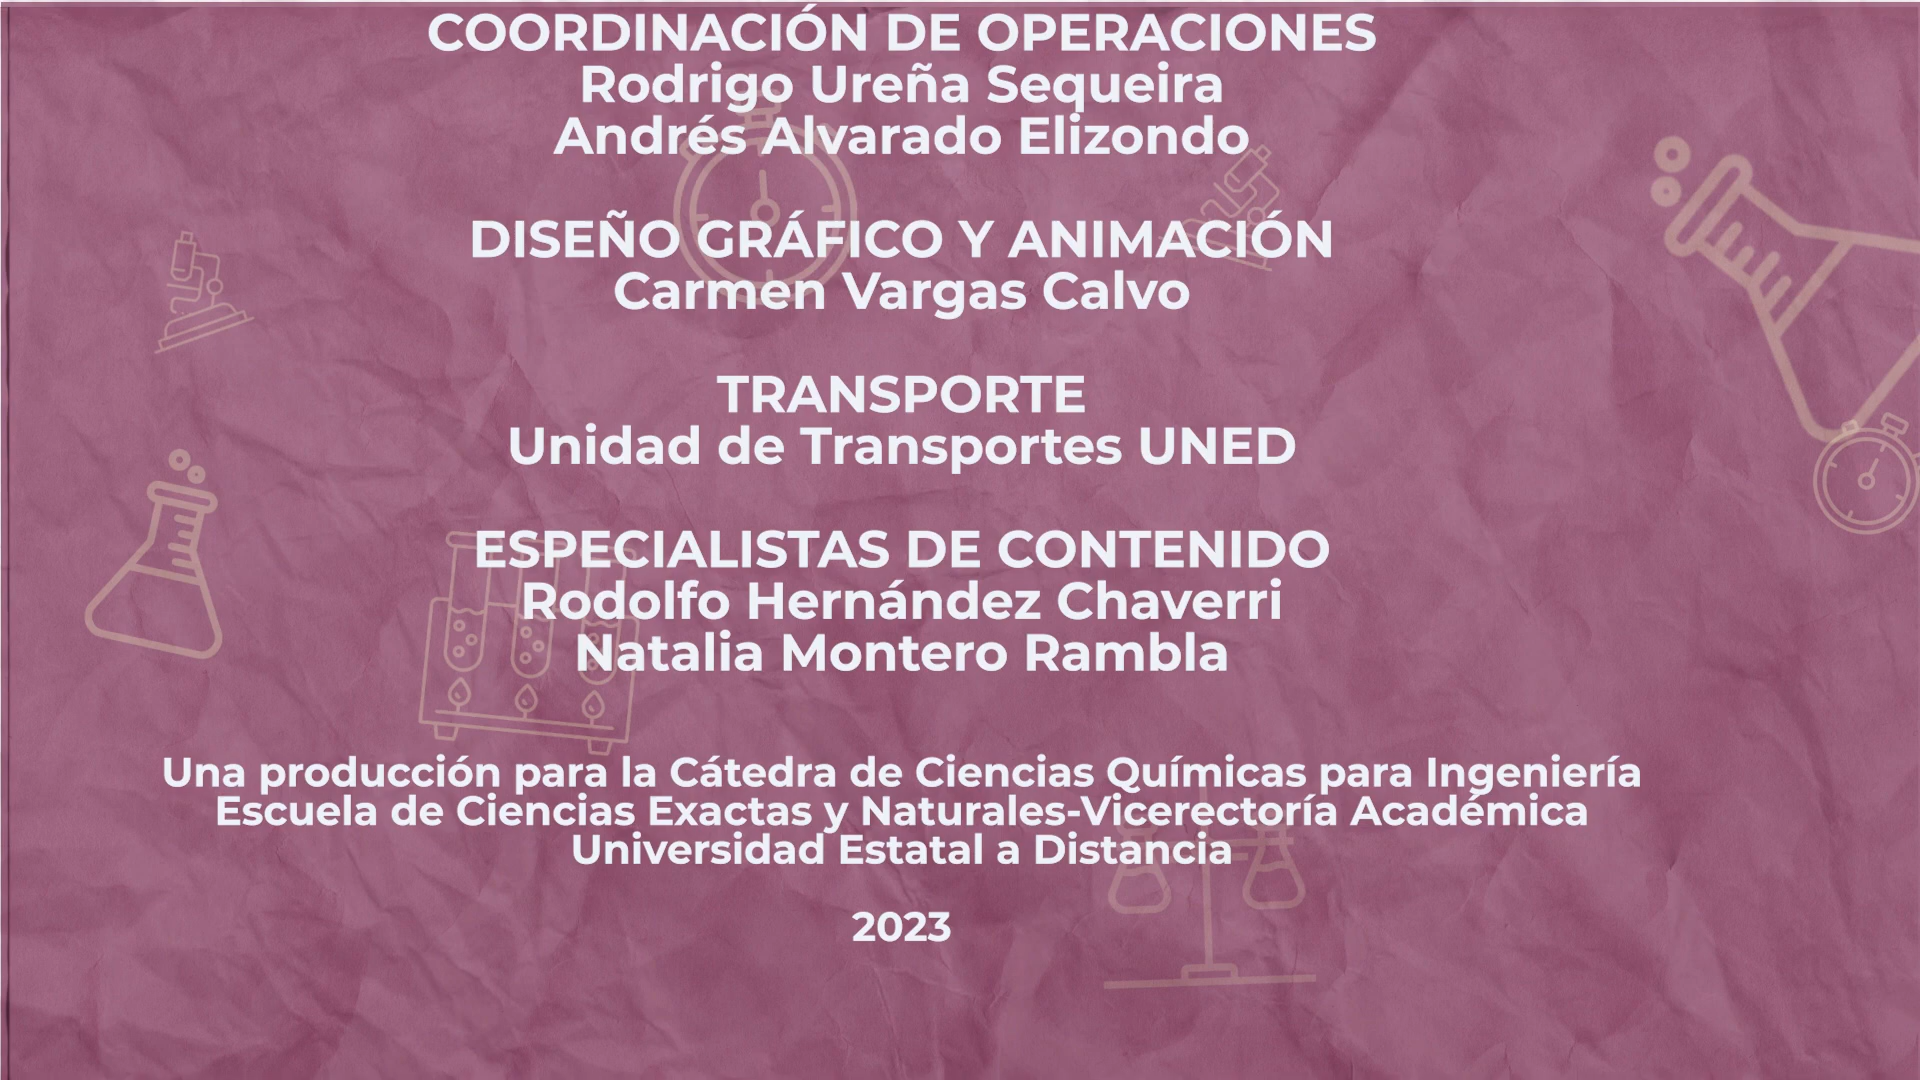 COORDINACIÓN DE OPERACIONES
Rodrigo Ureña Sequeira
Andrés Alvarado Elizondo
DISEÑO GRÁFICO Y ANIMACIÓN
Carmen Vargas Calvo
TRANSPORTE
Unidad de Transportes UNED
ESPECIALISTAS DE CONTENIDO
Rodolfo Hernández Chaverri
Natalia Montero Rambla
Una producción para la Cátedra de Ciencias Químicas para Ingeniería
Escuela de Ciencias Exactas y Naturales-Vicerectoría Académica
Universidad Estatal a Distancia
2023